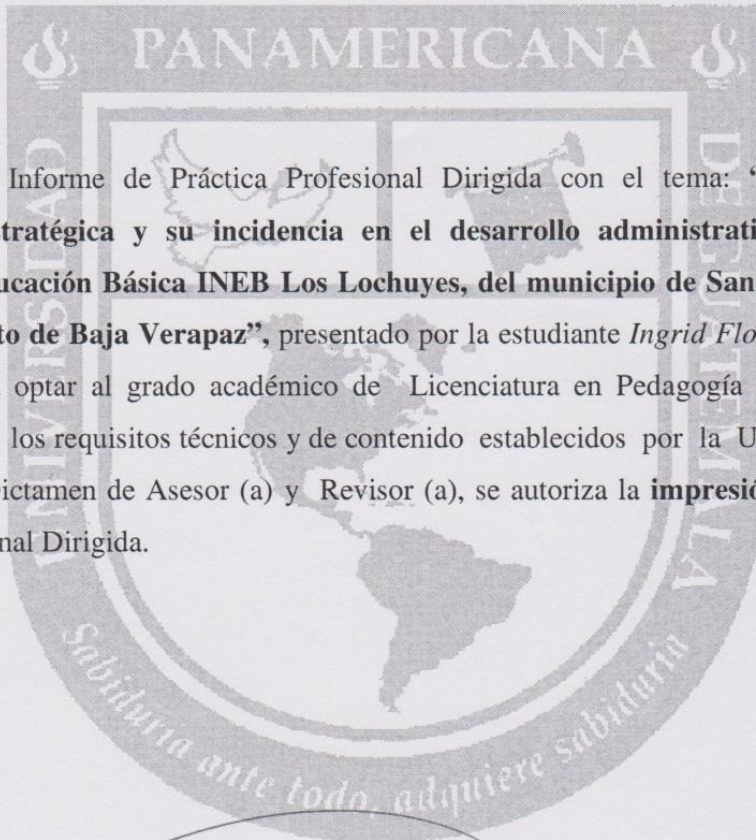 PANAMERICANA
UNIVERSIDAD
DE GUATEMALA
Informe de Práctica Profesional Dirigida con el tema: “
stratégica y su incidencia en el desarrollo administrati
ucación Básica INEB Los Lochuyes, del municipio de San
to de Baja Verapaz”, presentado por la estudiante Ingrid Flo
optar al grado académico de Licenciatura en Pedagogía
los requisitos técnicos y de contenido establecidos por la U
Dictamen de Asesor (a) y Revisor (a), se autoriza la impresió
nal Dirigida.
Sabiduría ante todo, adquiere sabiduría